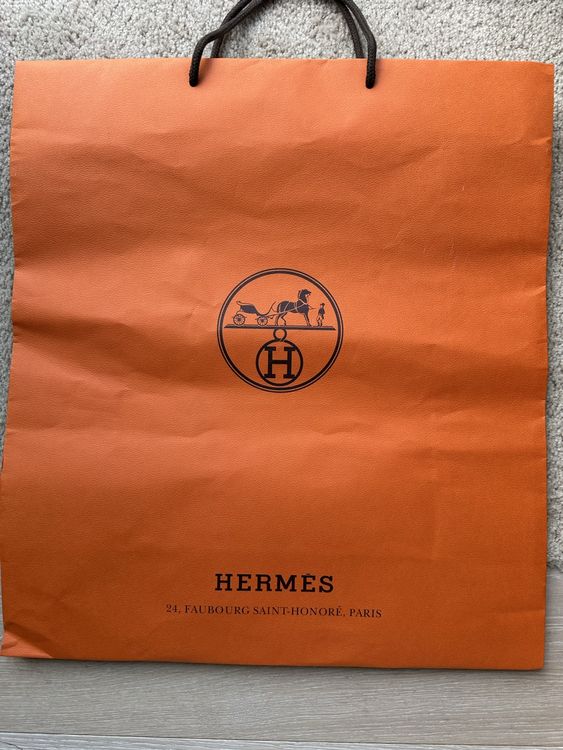 H
HERMÈS
24, FAUBOURG SAINT-HONORÉ, PARIS